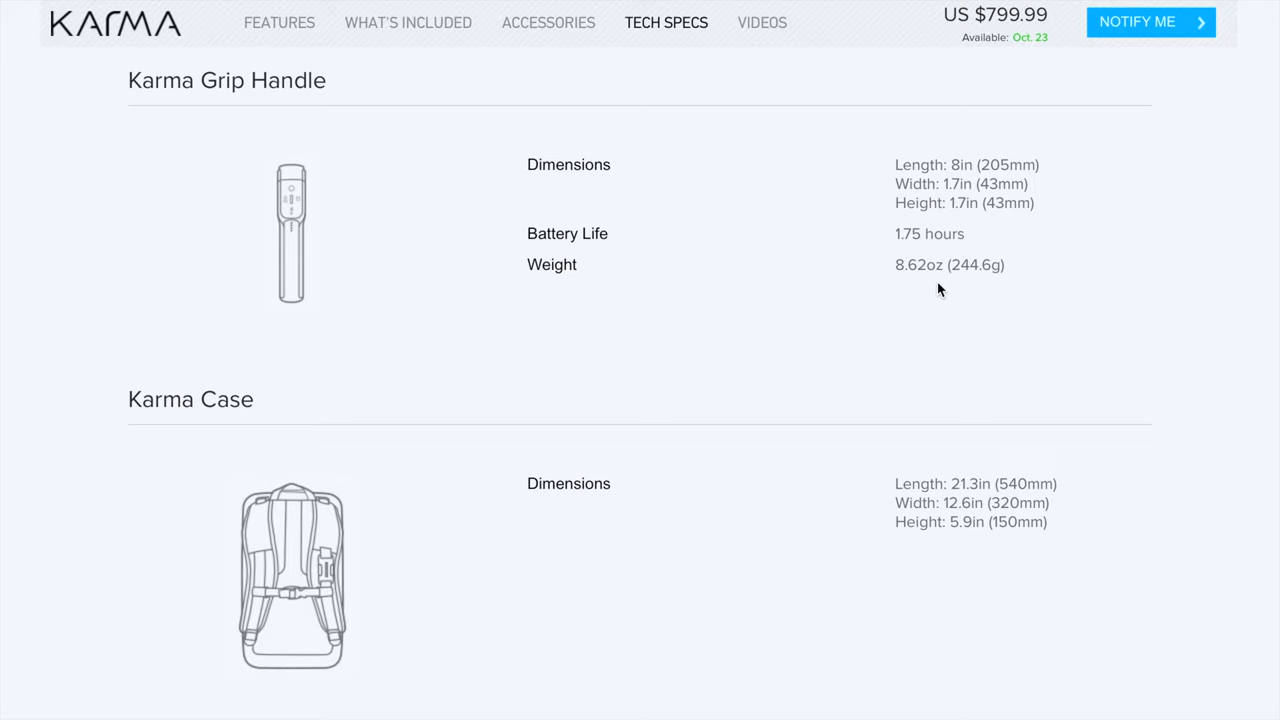 KARMA
FEATURES
WHAT'S INCLUDED
ACCESSORIES
TECH SPECS
VIDEOS
US $799.99
Available: Oct. 23
NOTIFY ME
Karma Grip Handle
Dimensions
Length: 8in (205mm)
Width: 1.7in (43mm)
Height: 1.7in (43mm)
Battery Life
1.75 hours
Weight
8.62oz (244.6g)
Karma Case
Dimensions
Length: 21.3in (540mm)
Width: 12.6in (320mm)
Height: 5.9in (150mm)